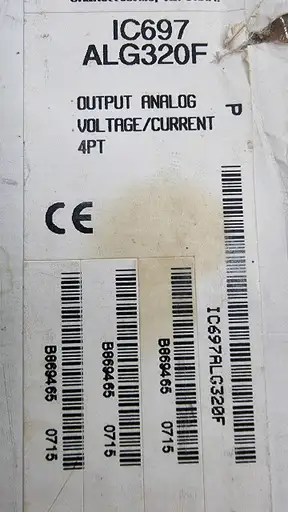 IC697
ALG320F
OUTPUT ANALOG
VOLTAGE/CURRENT
4PT
P
CE
B869465 0715
B869465 0715
B869465 0715
IC697ALG320F